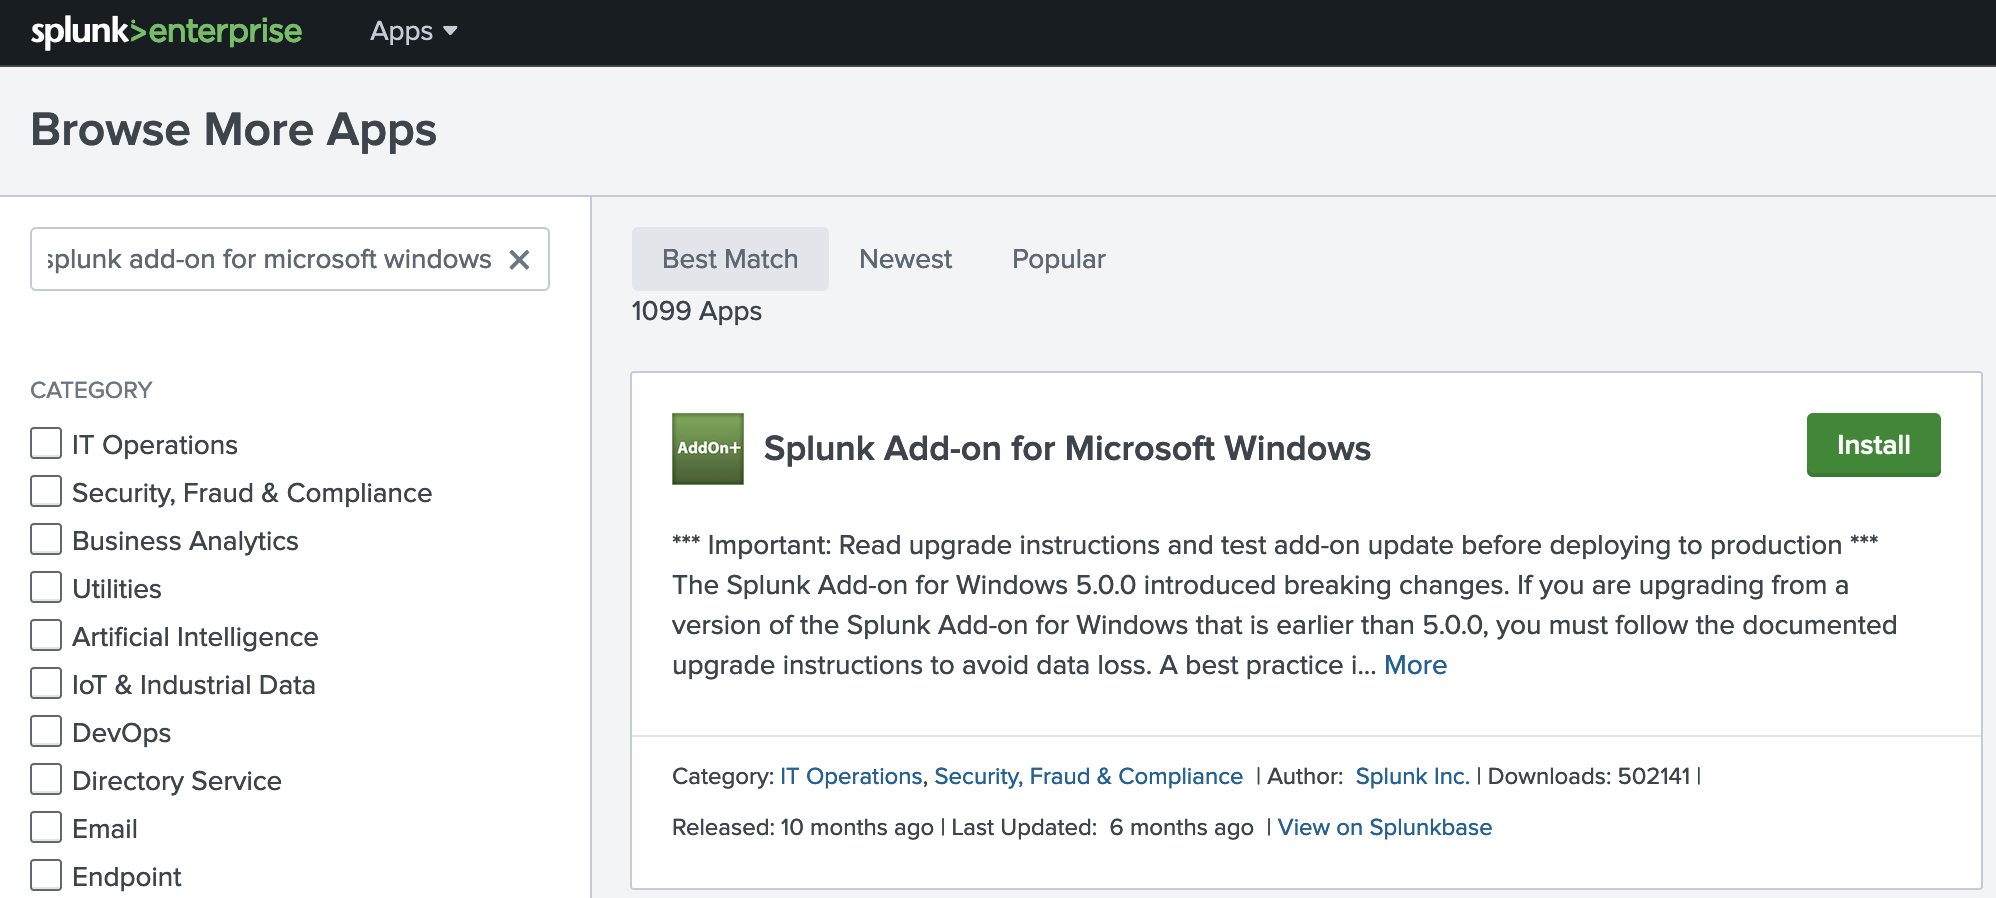 splunk>enterprise Apps
Browse More Apps
splunk add-on for microsoft windows
Best Match Newest Popular
1099 Apps
CATEGORY
IT Operations
Security, Fraud & Compliance
Business Analytics
Utilities
Artificial Intelligence
IoT & Industrial Data
DevOps
Directory Service
Email
Endpoint
AddOn+ Splunk Add-on for Microsoft Windows Install
*** Important: Read upgrade instructions and test add-on update before deploying to production ***
The Splunk Add-on for Windows 5.0.0 introduced breaking changes. If you are upgrading from a
version of the Splunk Add-on for Windows that is earlier than 5.0.0, you must follow the documented
upgrade instructions to avoid data loss. A best practice i... More
Category: IT Operations, Security, Fraud & Compliance | Author: Splunk Inc. | Downloads: 502141 |
Released: 10 months ago | Last Updated: 6 months ago | View on Splunkbase